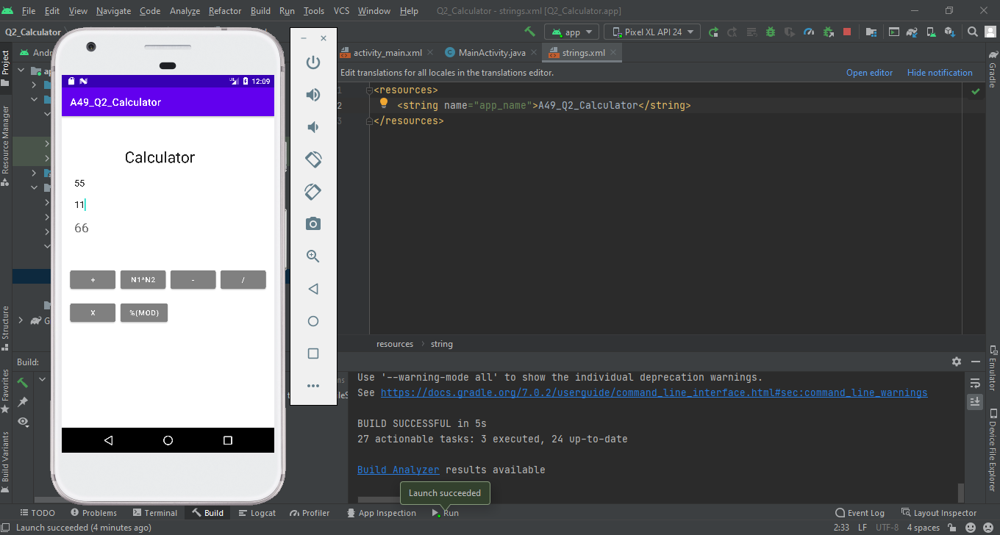 File Edit View Navigate Code Analyze Refactor Build Run Tools VCS Window Help Q2_Calculator - strings.xml [Q2_Calculator.app]
Q2_Calculator
app
Pixel XL API 24
activity_main.xml
MainActivity.java
strings.xml
Edit translations for all locales in the translations editor.
Open editor
Hide notification
1 <resources>
2 <string name="app_name">A49_Q2_Calculator</string>
3 </resources>
resources > string
12:09
A49_Q2_Calculator
Calculator
55
11
66
+ N1^N2 - /
X %(MOD)
Project
Resource Manager
Structure
Favorites
Build Variants
Gradle
Emulator
Device File Explorer
Build:
Use '--warning-mode all' to show the individual deprecation warnings.
See https://docs.gradle.org/7.0.2/userguide/command_line_interface.html#sec:command_line_warnings
BUILD SUCCESSFUL in 5s
27 actionable tasks: 3 executed, 24 up-to-date
Build Analyzer results available
Launch succeeded
TODO Problems Terminal Build Logcat Profiler App Inspection Run Event Log Layout Inspector
Launch succeeded (4 minutes ago) 2:33 LF UTF-8 4 spaces